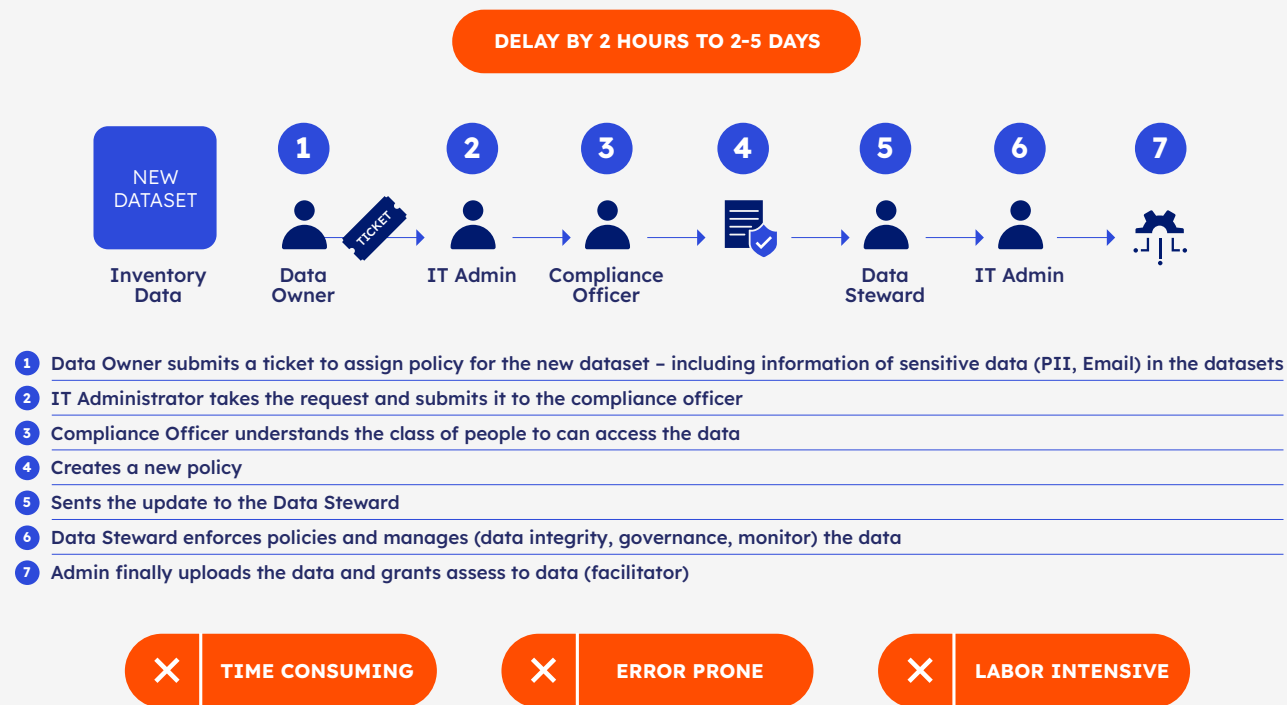 DELAY BY 2 HOURS TO 2-5 DAYS
NEW
DATASET
Inventory
Data
1
Data
Owner
TICKET
2
IT Admin
3
Compliance
Officer
4
5
Data
Steward
6
IT Admin
7
1 Data Owner submits a ticket to assign policy for the new dataset – including information of sensitive data (PII, Email) in the datasets
2 IT Administrator takes the request and submits it to the compliance officer
3 Compliance Officer understands the class of people to can access the data
4 Creates a new policy
5 Sents the update to the Data Steward
6 Data Steward enforces policies and manages (data integrity, governance, monitor) the data
7 Admin finally uploads the data and grants assess to data (facilitator)
TIME CONSUMING
ERROR PRONE
LABOR INTENSIVE